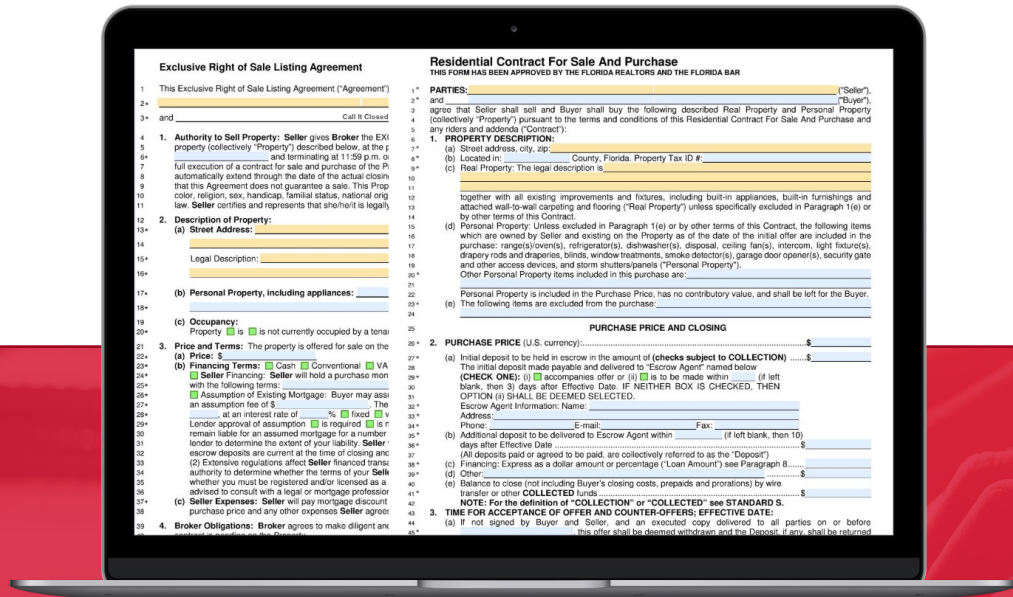 Exclusive Right of Sale Listing Agreement
1 This Exclusive Right of Sale Listing Agreement ("Agreement")
2*
3* and Call It Closed
4 1. Authority to Sell Property: Seller gives Broker the EXC
5 property (collectively "Property") described below, at the p
6* and terminating at 11:59 p.m. o
7 full execution of a contract for sale and purchase of the P
8 automatically extend through the date of the actual closing
9 that this Agreement does not guarantee a sale. This Prop
10 color, religion, sex, handicap, familial status, national orig
11 law. Seller certifies and represents that she/he/it is legally
12 2. Description of Property:
13* (a) Street Address:
14
15* Legal Description:
16*
17* (b) Personal Property, including appliances:
18*
19 (c) Occupancy:
20* Property is is not currently occupied by a tenan
21 3. Price and Terms: The property is offered for sale on the
22* (a) Price: $
23* (b) Financing Terms: Cash Conventional VA
24* Seller Financing: Seller will hold a purchase mon
25* with the following terms:
26* Assumption of Existing Mortgage: Buyer may assu
27* an assumption fee of $ . The
28* , at an interest rate of % fixed v
29* Lender approval of assumption is required is n
30 remain liable for an assumed mortgage for a number
31 lender to determine the extent of your liability. Seller
32 escrow deposits are current at the time of closing and
33 (2) Extensive regulations affect Seller financed transa
34 authority to determine whether the terms of your Selle
35 whether you must be registered and/or licensed as a
36 advised to consult with a legal or mortgage profession
37* (c) Seller Expenses: Seller will pay mortgage discount
38 purchase price and any other expenses Seller agrees
39 4. Broker Obligations: Broker agrees to make diligent and
Residential Contract For Sale And Purchase
THIS FORM HAS BEEN APPROVED BY THE FLORIDA REALTORS AND THE FLORIDA BAR
1* PARTIES: ("Seller"),
2* and ("Buyer"),
3 agree that Seller shall sell and Buyer shall buy the following described Real Property and Personal Property
4 (collectively "Property") pursuant to the terms and conditions of this Residential Contract For Sale And Purchase and
5 any riders and addenda ("Contract"):
6 1. PROPERTY DESCRIPTION:
7* (a) Street address, city, zip:
8* (b) Located in: County, Florida. Property Tax ID #:
9* (c) Real Property: The legal description is
10
11
12 together with all existing improvements and fixtures, including built-in appliances, built-in furnishings and
13 attached wall-to-wall carpeting and flooring ("Real Property") unless specifically excluded in Paragraph 1(e) or
14 by other terms of this Contract.
15 (d) Personal Property: Unless excluded in Paragraph 1(e) or by other terms of this Contract, the following items
16 which are owned by Seller and existing on the Property as of the date of the initial offer are included in the
17 purchase: range(s)/oven(s), refrigerator(s), dishwasher(s), disposal, ceiling fan(s), intercom, light fixture(s),
18 drapery rods and draperies, blinds, window treatments, smoke detector(s), garage door opener(s), security gate
19 and other access devices, and storm shutters/panels ("Personal Property").
20* Other Personal Property items included in this purchase are:
21
22 Personal Property is included in the Purchase Price, has no contributory value, and shall be left for the Buyer.
23* (e) The following items are excluded from the purchase:
24
25 PURCHASE PRICE AND CLOSING
26* 2. PURCHASE PRICE (U.S. currency):.......... $
27* (a) Initial deposit to be held in escrow in the amount of (checks subject to COLLECTION) ......$
28 The initial deposit made payable and delivered to "Escrow Agent" named below
29* (CHECK ONE): (i) accompanies offer or (ii) is to be made within (if left
30 blank, then 3) days after Effective Date. IF NEITHER BOX IS CHECKED, THEN
31 OPTION (ii) SHALL BE DEEMED SELECTED.
32* Escrow Agent Information: Name:
33* Address:
34* Phone: E-mail: Fax:
35* (b) Additional deposit to be delivered to Escrow Agent within (if left blank, then 10)
36* days after Effective Date .......... $
37 (All deposits paid or agreed to be paid, are collectively referred to as the "Deposit")
38* (c) Financing: Express as a dollar amount or percentage ("Loan Amount") see Paragraph 8......
39* (d) Other: $
40 (e) Balance to close (not including Buyer's closing costs, prepaids and prorations) by wire
41* transfer or other COLLECTED funds .......... $
42 NOTE: For the definition of "COLLECTION" or "COLLECTED" see STANDARD S.
43 3. TIME FOR ACCEPTANCE OF OFFER AND COUNTER-OFFERS; EFFECTIVE DATE:
44 (a) If not signed by Buyer and Seller, and an executed copy delivered to all parties on or before
45* , this offer shall be deemed withdrawn and the Deposit, if any, shall be returned